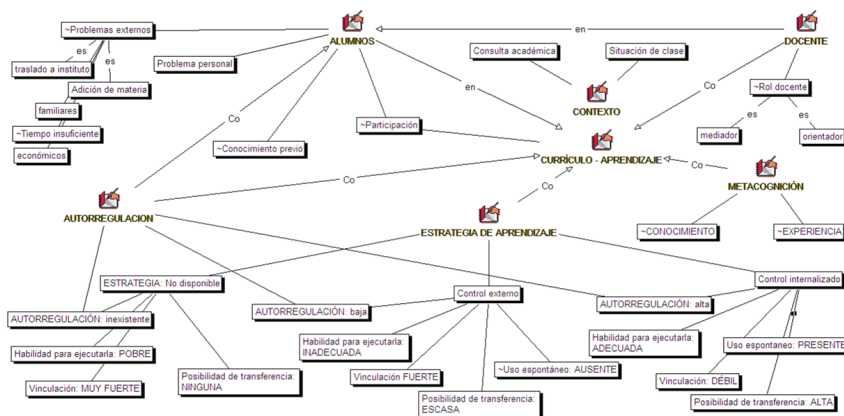 ~Problemas externos
ALUMNOS
en
DOCENTE
es
traslado a instituto
es
Problema personal
Consulta académica
Situación de clase
Adición de materia
familiares
en
CONTEXTO
Co
~Rol docente
Co
~Tiempo insuficiente
económicos
~Participación
es
es
mediador
orientador
~Conocimiento previo
CURRÍCULO - APRENDIZAJE
Co
Co
Co
METACOGNICIÓN
AUTORREGULACION
ESTRATEGIA DE APRENDIZAJE
~CONOCIMIENTO
~EXPERIENCIA
ESTRATEGIA: No disponible
Control externo
Control internalizado
AUTORREGULACIÓN: inexistente
AUTORREGULACIÓN: baja
AUTORREGULACIÓN: alta
Habilidad para ejecutarla: POBRE
Habilidad para ejecutarla:
INADECUADA
Habilidad para ejecutarla:
ADECUADA
Uso espontaneo: PRESENTE
Vinculación: MUY FUERTE
Posibilidad de transferencia:
NINGUNA
Vinculación FUERTE
~Uso espontáneo: AUSENTE
Vinculación: DÉBIL
Posibilidad de transferencia:
ESCASA
Posibilidad de transferencia: ALTA